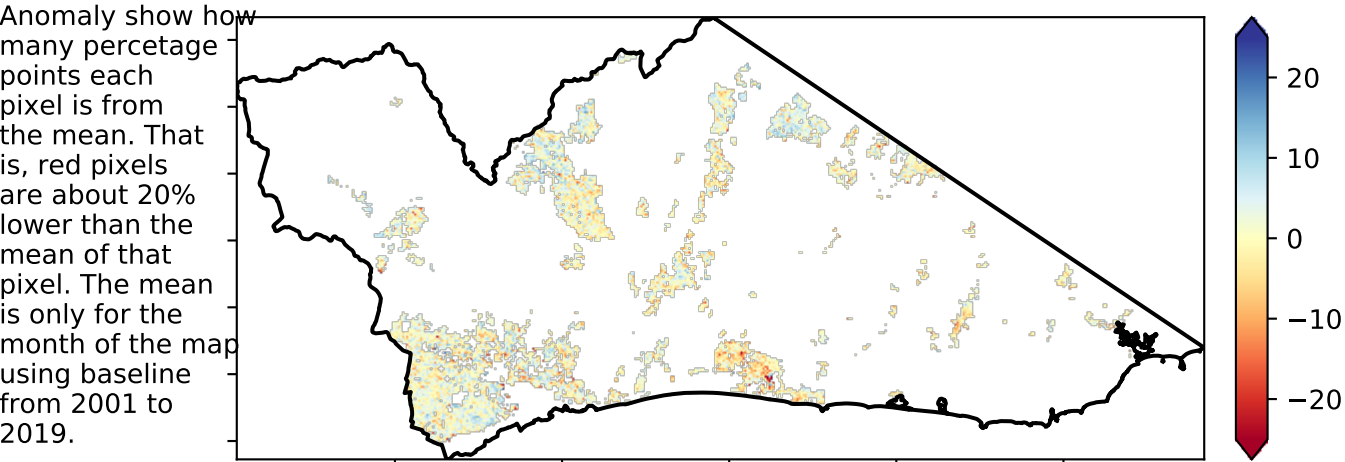 Anomaly show how
many percetage
points each
pixel is from
the mean. That
is, red pixels
are about 20%
lower than the
mean of that
pixel. The mean
is only for the
month of the map
using baseline
from 2001 to
2019.
20
10
0
−10
−20